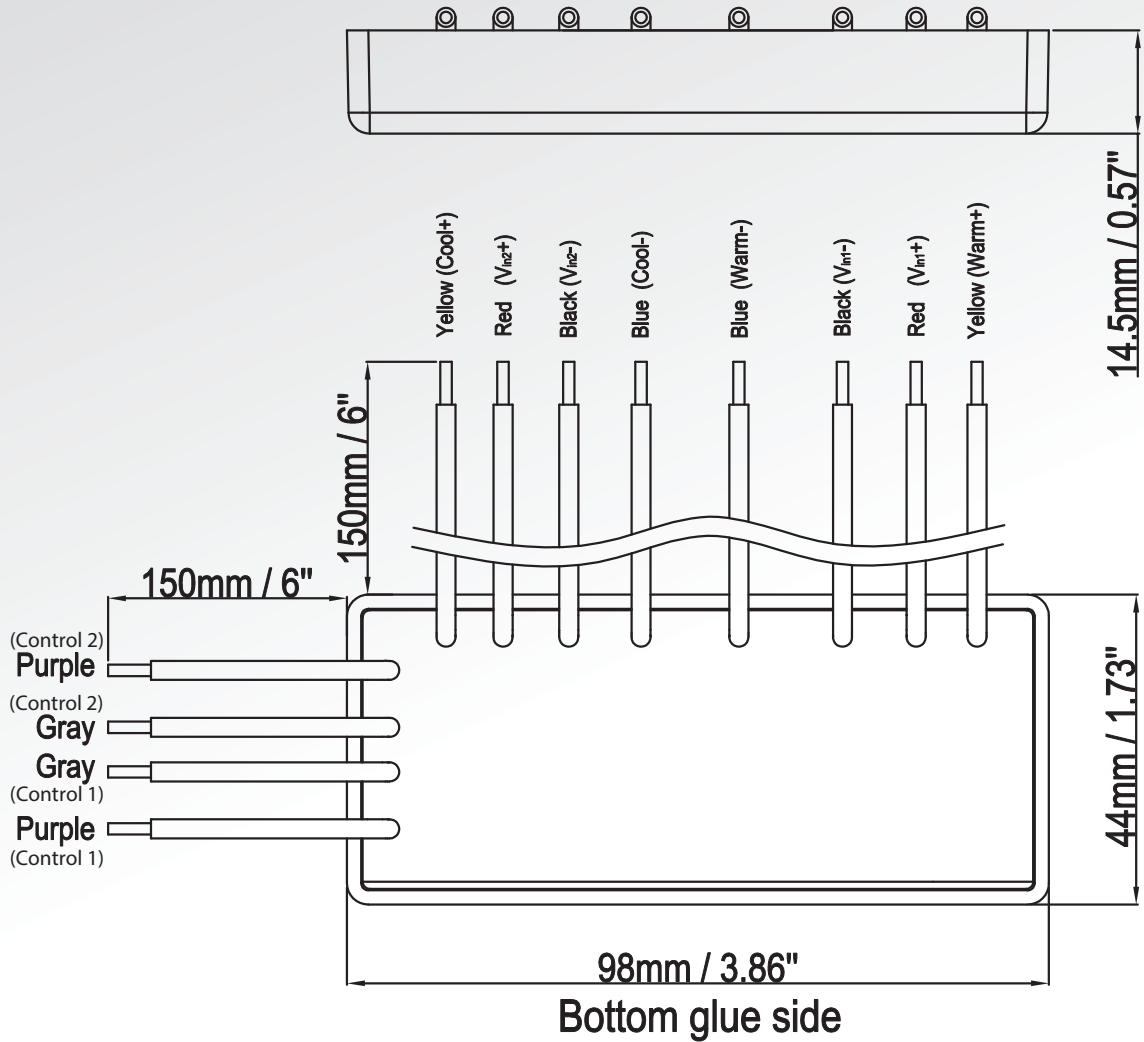 14.5mm / 0.57"
Yellow (Cool+)
Red (Vin2+)
Black (Vin2-)
Blue (Cool-)
Blue (Warm-)
Black (Vin1-)
Red (Vin1+)
Yellow (Warm+)
150mm / 6"
150mm / 6"
(Control 2)
Purple
(Control 2)
Gray
Gray
(Control 1)
Purple
(Control 1)
44mm / 1.73"
98mm / 3.86"
Bottom glue side